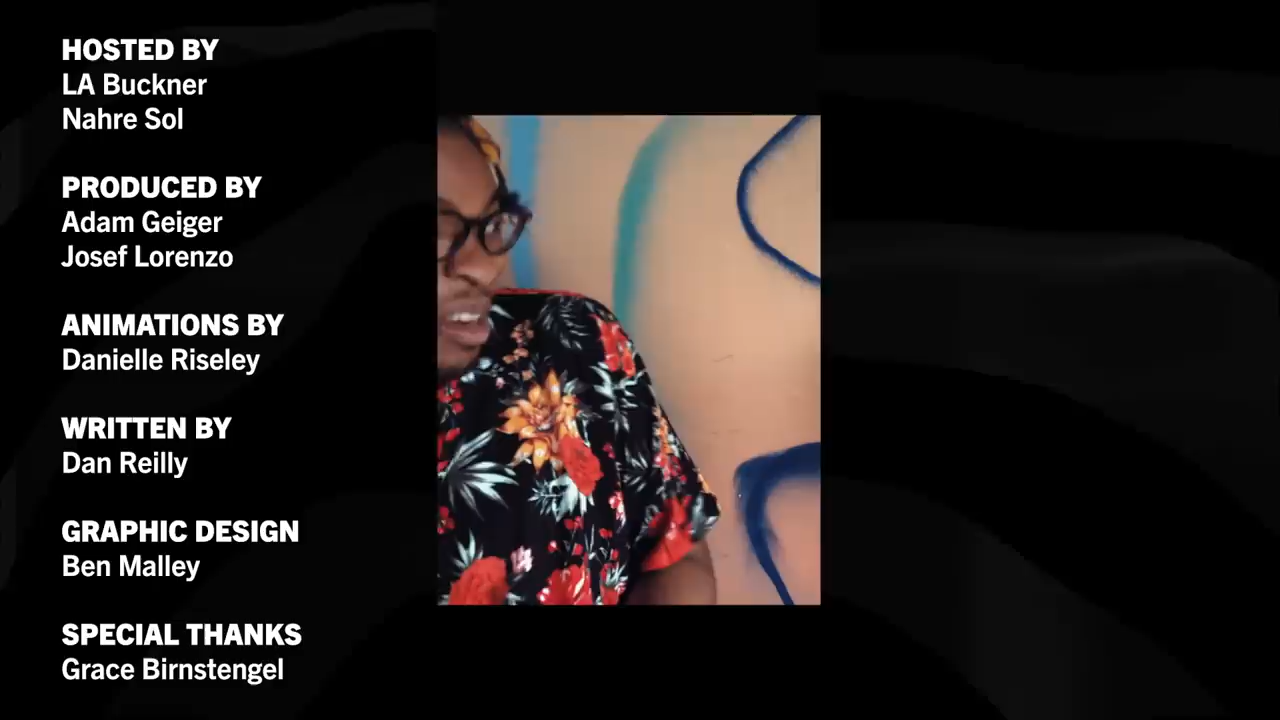 HOSTED BY
LA Buckner
Nahre Sol
PRODUCED BY
Adam Geiger
Josef Lorenzo
ANIMATIONS BY
Danielle Riseley
WRITTEN BY
Dan Reilly
GRAPHIC DESIGN
Ben Malley
SPECIAL THANKS
Grace Birnstengel